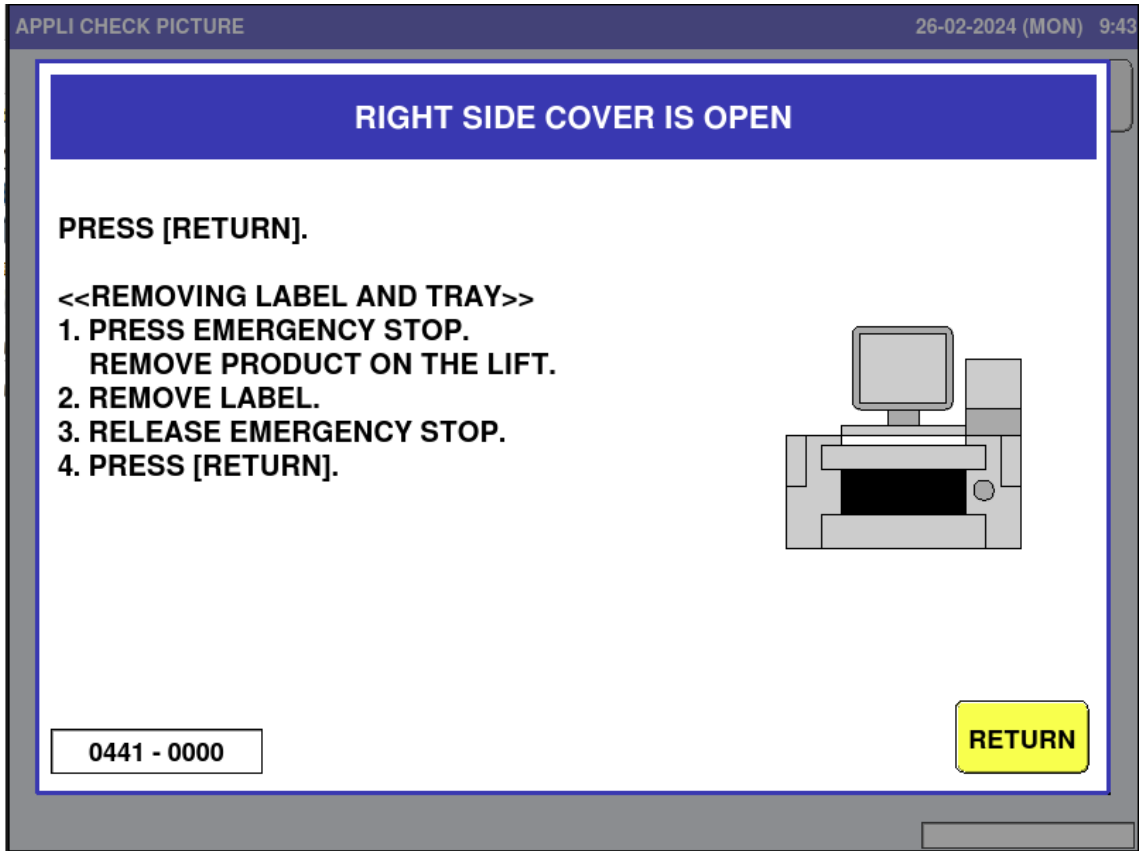 APPLI CHECK PICTURE 26-02-2024 (MON) 9:43
RIGHT SIDE COVER IS OPEN
PRESS [RETURN].
<<REMOVING LABEL AND TRAY>>
1. PRESS EMERGENCY STOP.
REMOVE PRODUCT ON THE LIFT.
2. REMOVE LABEL.
3. RELEASE EMERGENCY STOP.
4. PRESS [RETURN].
RETURN
0441 - 0000